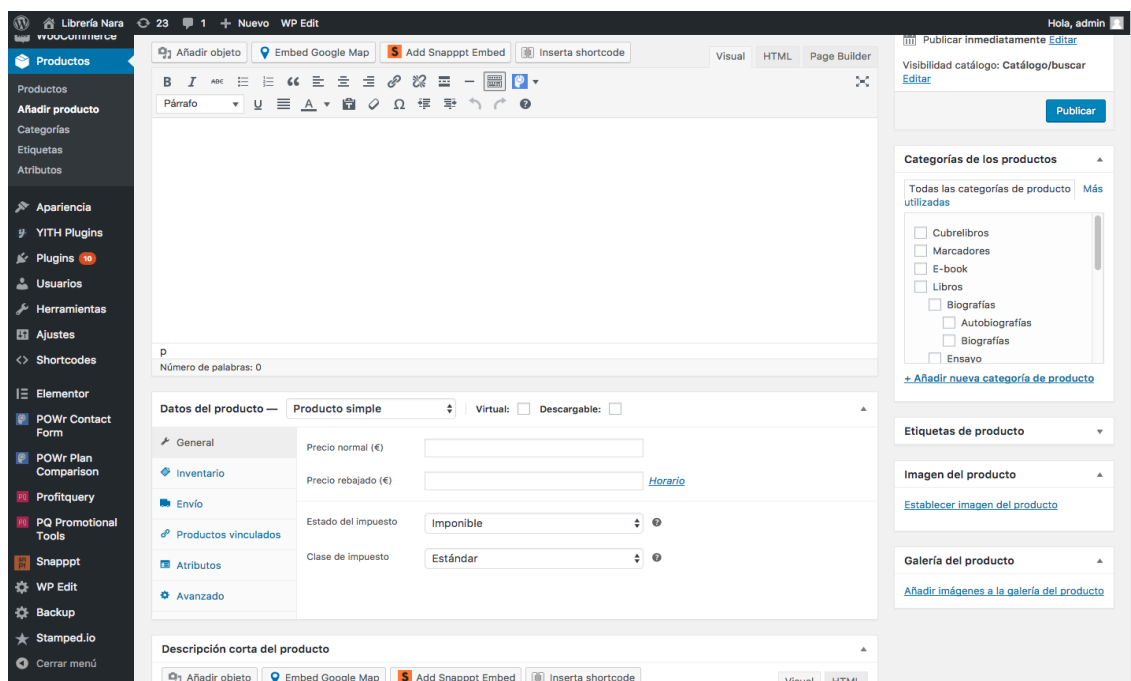 Librería Nara 23 1 + Nuevo WP Edit Hola, admin
WooCommerce
Productos
Productos
Añadir producto
Categorías
Etiquetas
Atributos
Apariencia
YITH Plugins
Plugins 10
Usuarios
Herramientas
Ajustes
Shortcodes
Elementor
POWr Contact
Form
POWr Plan
Comparison
Profitquery
PQ Promotional
Tools
Snapppt
WP Edit
Backup
Stamped.io
Cerrar menú
Añadir objeto Embed Google Map S Add Snapppt Embed Inserta shortcode
Visual HTML Page Builder
B I ABC
Párrafo U A Ω
p
Número de palabras: 0
Datos del producto — Producto simple Virtual: Descargable:
General
Inventario
Envío
Productos vinculados
Atributos
Avanzado
Precio normal (€)
Precio rebajado (€) Horario
Estado del impuesto Imponible
Clase de impuesto Estándar
Descripción corta del producto
Añadir objeto Embed Google Map S Add Snapppt Embed Inserta shortcode Visual HTML
Publicar inmediatamente Editar
Visibilidad catálogo: Catálogo/buscar
Editar
Publicar
Categorías de los productos
Todas las categorías de producto Más
utilizadas
Cubrelibros
Marcadores
E-book
Libros
Biografías
Autobiografías
Biografías
Ensayo
+ Añadir nueva categoría de producto
Etiquetas de producto
Imagen del producto
Establecer imagen del producto
Galería del producto
Añadir imágenes a la galería del producto